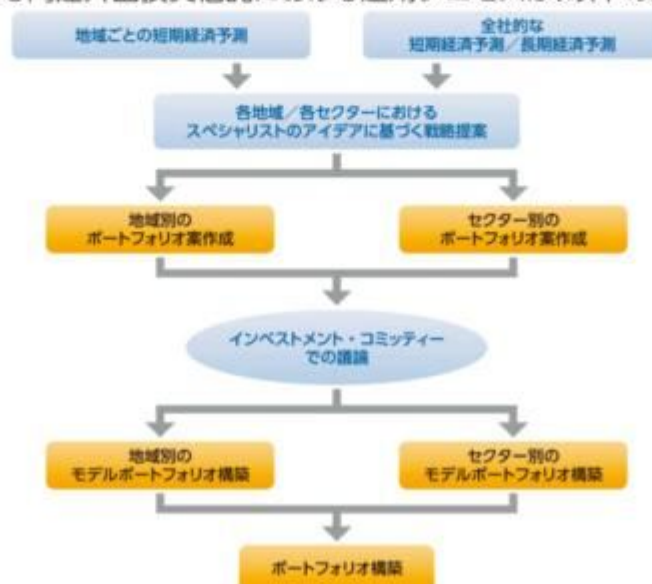 地域ごとの短期経済予測
全社的な
短期経済予測/長期経済予測
各地域/各セクターにおける
スペシャリストのアイデアに基づく戦略提案
地域別の
ポートフォリオ案作成
セクター別の
ポートフォリオ案作成
インベストメント・コミッティー
での議論
地域別の
モデルポートフォリオ構築
セクター別の
モデルポートフォリオ構築
ポートフォリオ構築